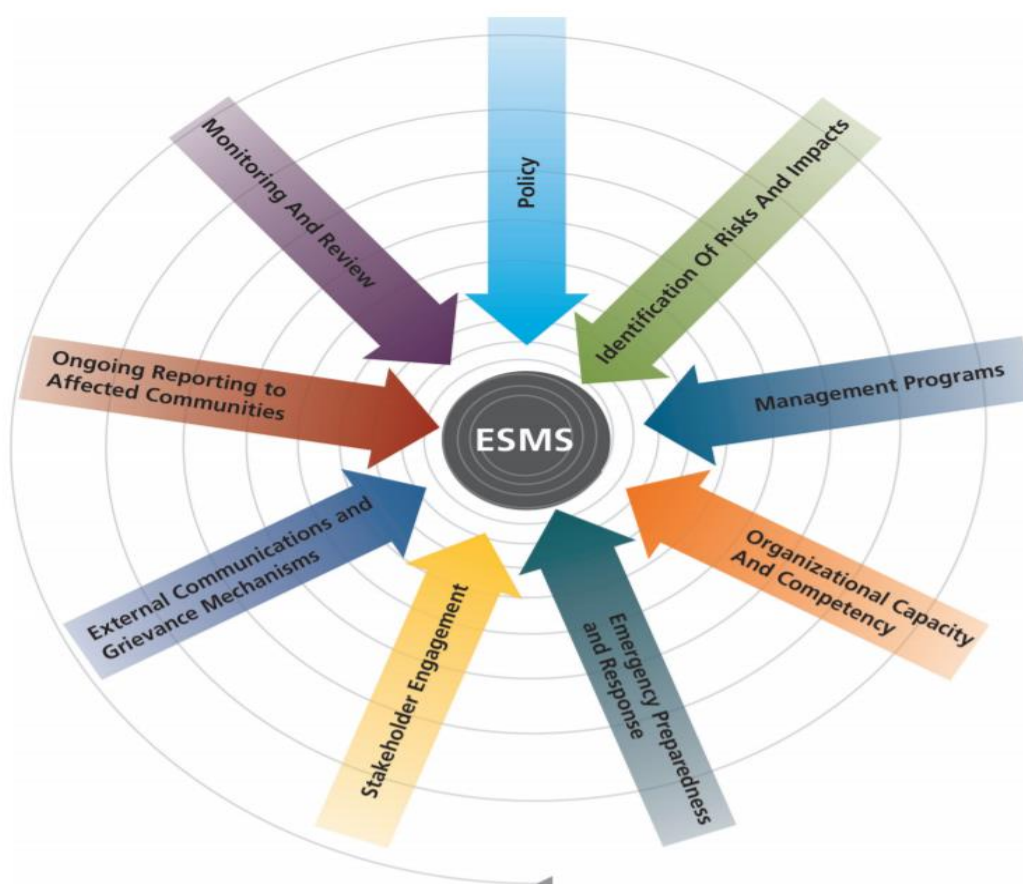 Policy
Identification Of Risks And Impacts
Management Programs
Organizational Capacity
And Competency
Emergency Preparedness
and Response
Stakeholder Engagement
External Communications and
Grievance Mechanisms
Ongoing Reporting to
Affected Communities
Monitoring And Review
ESMS